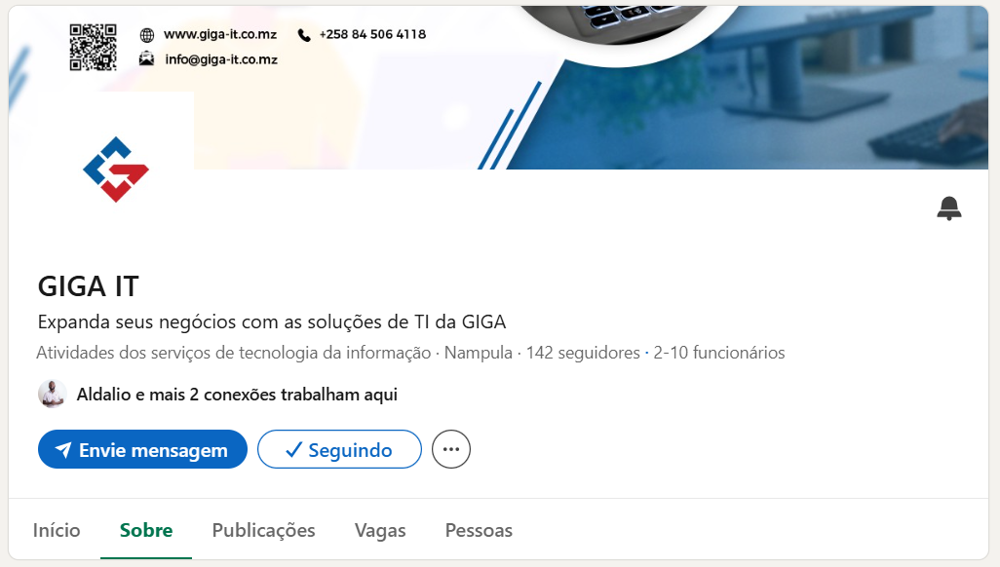 www.giga-it.co.mz +258 84 506 4118
info@giga-it.co.mz
GIGA IT
Expanda seus negócios com as soluções de TI da GIGA
Atividades dos serviços de tecnologia da informação · Nampula · 142 seguidores · 2-10 funcionários
Aldalio e mais 2 conexões trabalham aqui
Envie mensagem Seguindo
Início Sobre Publicações Vagas Pessoas